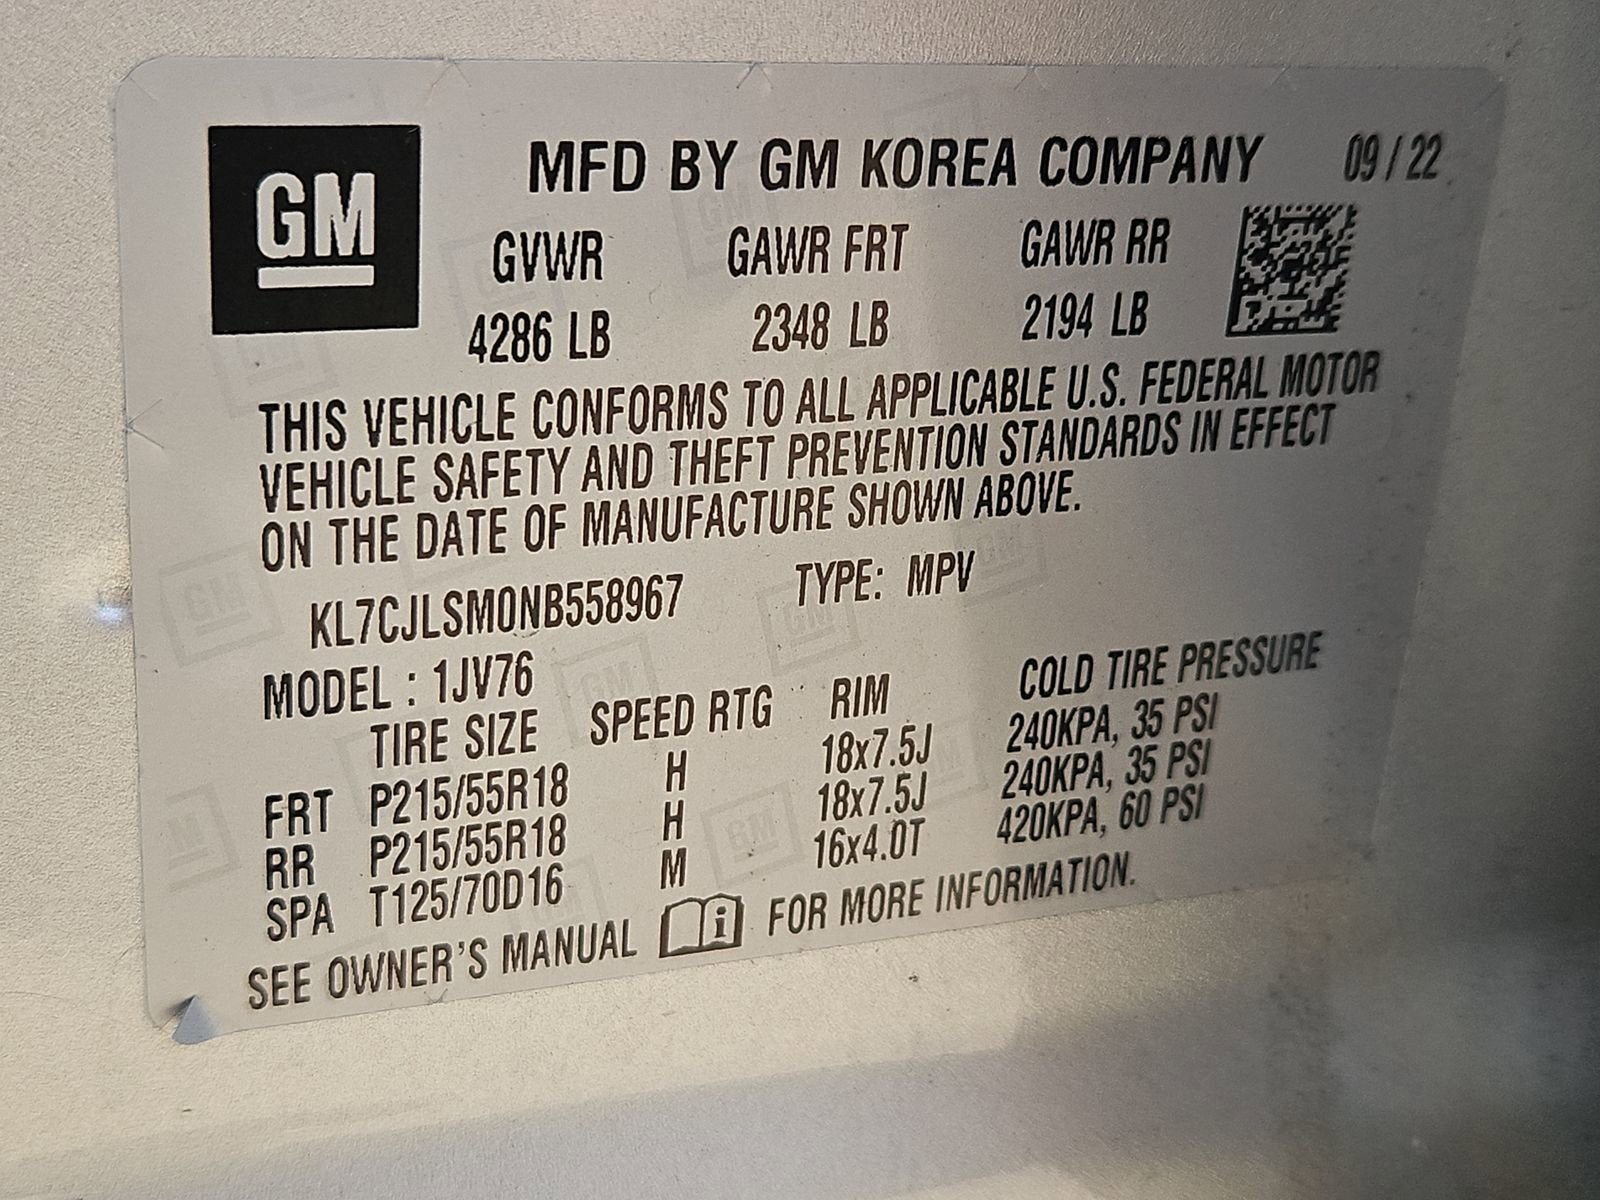 GM
MFD BY GM KOREA COMPANY 09/22
GVWR GAWR FRT GAWR RR
4286 LB 2348 LB 2194 LB
THIS VEHICLE CONFORMS TO ALL APPLICABLE U.S. FEDERAL MOTOR
VEHICLE SAFETY AND THEFT PREVENTION STANDARDS IN EFFECT
ON THE DATE OF MANUFACTURE SHOWN ABOVE.
KL7CJLSM0NB558967 TYPE: MPV
MODEL : 1JV76
TIRE SIZE SPEED RTG RIM COLD TIRE PRESSURE
FRT P215/55R18 H 18x7.5J 240KPA, 35 PSI
RR P215/55R18 H 18x7.5J 240KPA, 35 PSI
SPA T125/70D16 M 16x4.0T 420KPA, 60 PSI
SEE OWNER'S MANUAL FOR MORE INFORMATION.